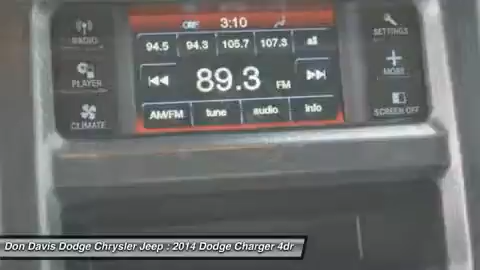 3:10
RADIO
SETTINGS
94.5 94.3 105.7 107.3 all
PLAYER
89.3 FM
MORE
CLIMATE
AM/FM tune audio info
SCREEN OFF
Don Davis Dodge Chrysler Jeep : 2014 Dodge Charger 4dr